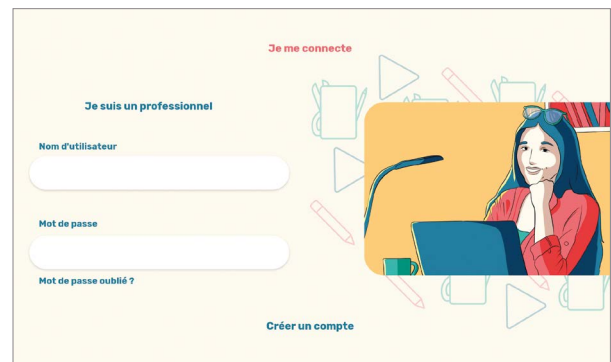 Je me connecte
Je suis un professionnel
Nom d'utilisateur
Mot de passe
Mot de passe oublié ?
Créer un compte